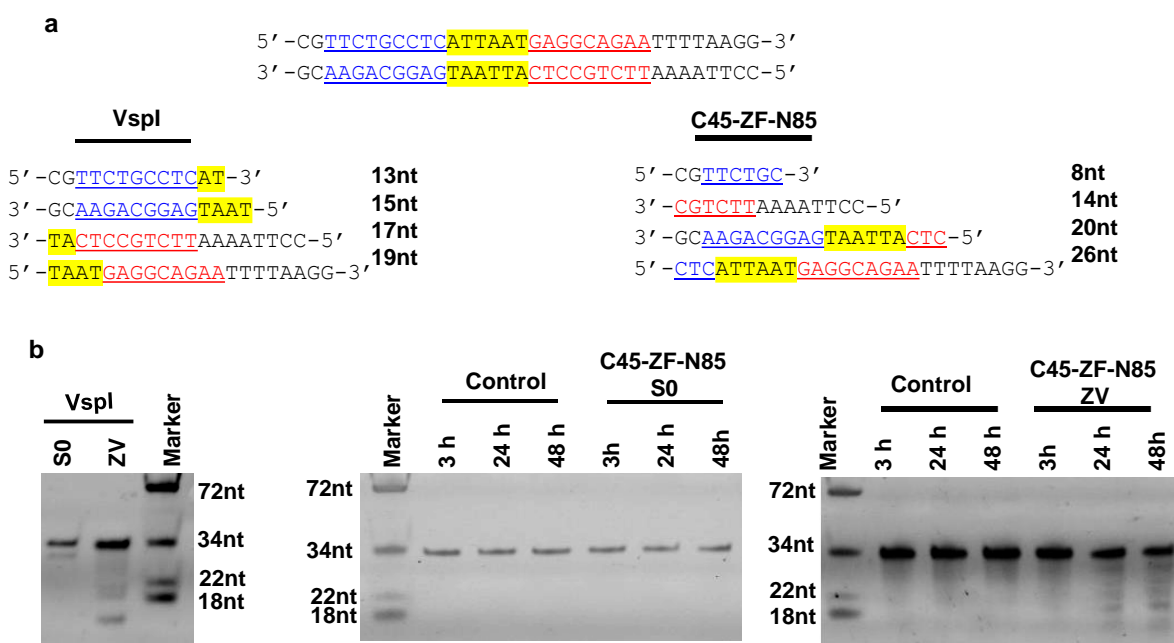 a
5’-CGTTCTGCCTCATTAATGAGGCAGAATTTTAAGG-3’
3’-GCAAGACGGAGTAATTACTCCGTCTTAAAATTCC-5’
VspI
5’-CGTTCTGCCTCAT-3’ 13nt
3’-GCAAGACGGAGTAAT-5’ 15nt
3’-TACTCCGTCTTAAAATTCC-5’ 17nt
5’-TAATGAGGCAGAATTTTAAGG-3’ 19nt
C45-ZF-N85
5’-CGTTCTGC-3’ 8nt
3’-CGTCTTAAAATTCC-5’ 14nt
3’-GCAAGACGGAGTAATTACTC-5’ 20nt
5’-CTCATTAATGAGGCAGAATTTTAAGG-3’ 26nt
b
VspI
S0 ZV Marker
72nt
34nt
22nt
18nt
Control
C45-ZF-N85
S0
Marker 3 h 24 h 48 h 3h 24 h 48h
72nt
34nt
22nt
18nt
Control
C45-ZF-N85
ZV
Marker 3 h 24 h 48 h 3h 24 h 48h
72nt
34nt
22nt
18nt